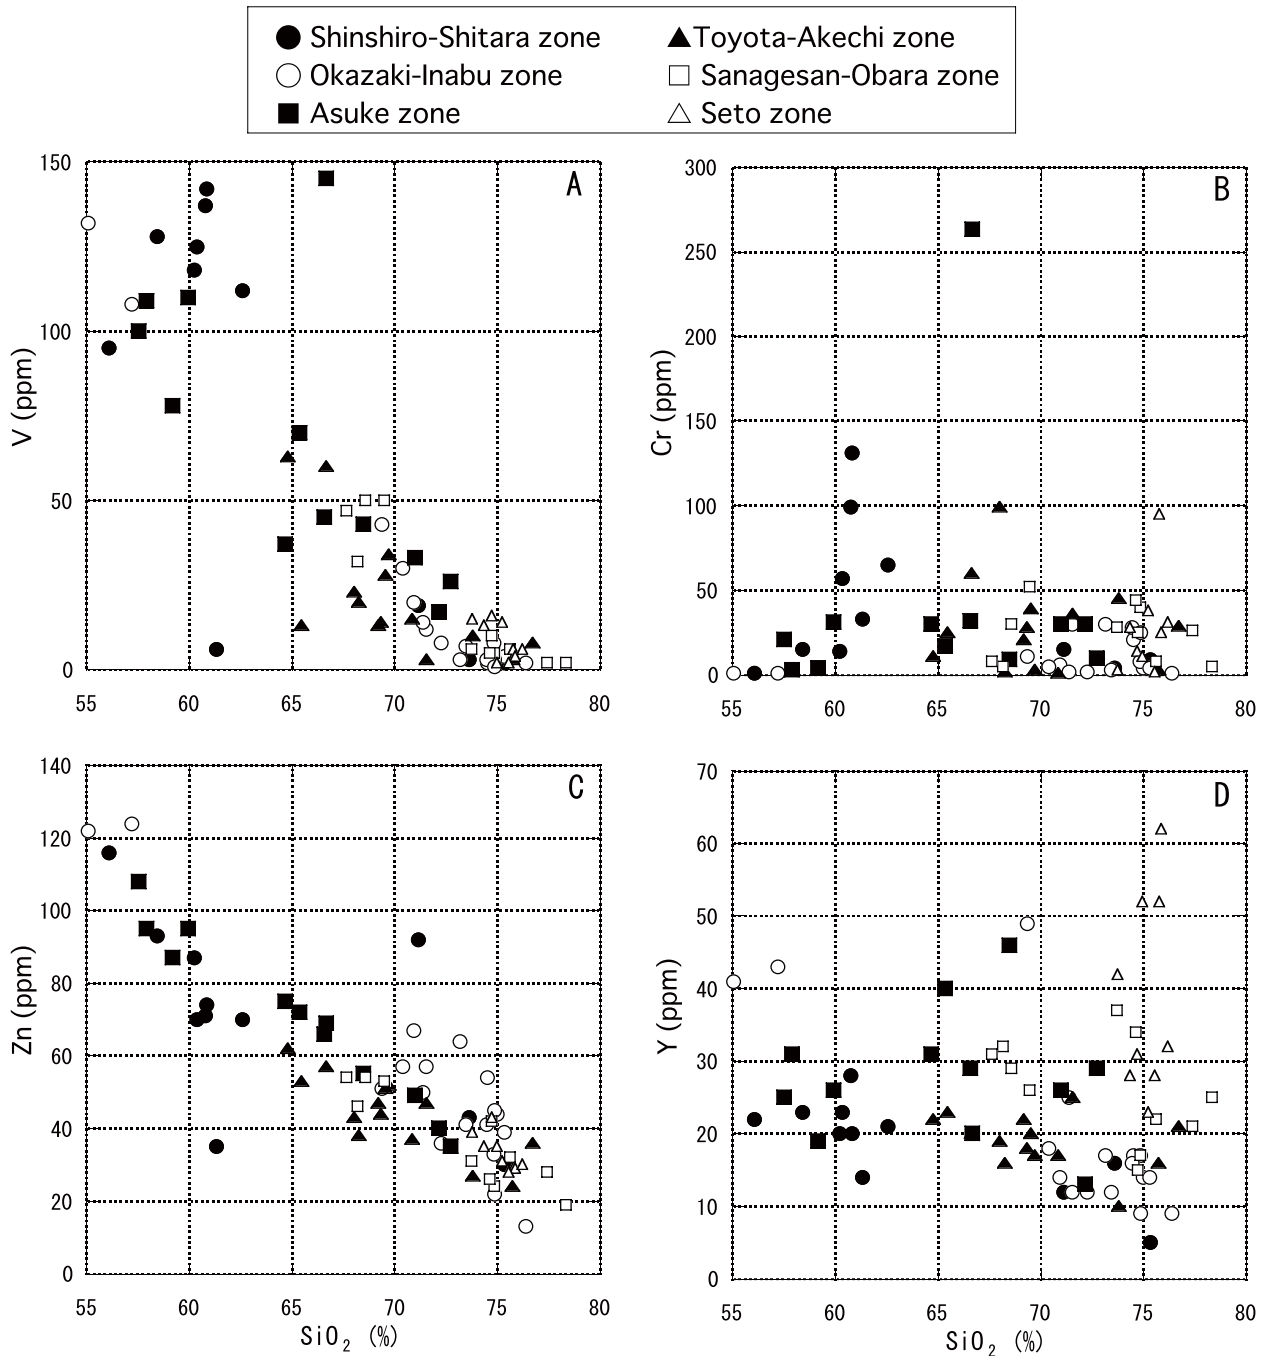 Shinshiro-Shitara zone
Toyota-Akechi zone
Okazaki-Inabu zone
Sanagesan-Obara zone
Asuke zone
Seto zone
A
V (ppm)
150
100
50
0
55 60 65 70 75 80
B
Cr (ppm)
300
250
200
150
100
50
0
55 60 65 70 75 80
C
Zn (ppm)
140
120
100
80
60
40
20
0
55 60 65 70 75 80
SiO₂ (%)
D
Y (ppm)
70
60
50
40
30
20
10
0
55 60 65 70 75 80
SiO₂ (%)